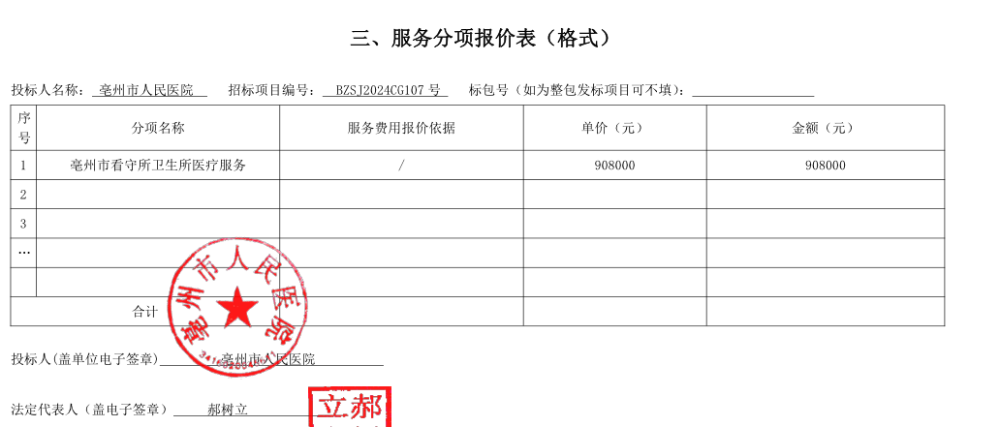 三、服务分项报价表（格式）
投标人名称： 亳州市人民医院 招标项目编号： BZSJ2024CG107 号 标包号（如为整包发标项目可不填）：
序号 分项名称 服务费用报价依据 单价（元） 金额（元）
1 亳州市看守所卫生所医疗服务 / 908000 908000
2
3
…
合计
亳州市人民医院
投标人(盖单位电子签章) 亳州市人民医院
法定代表人（盖电子签章） 郝树立
立郝